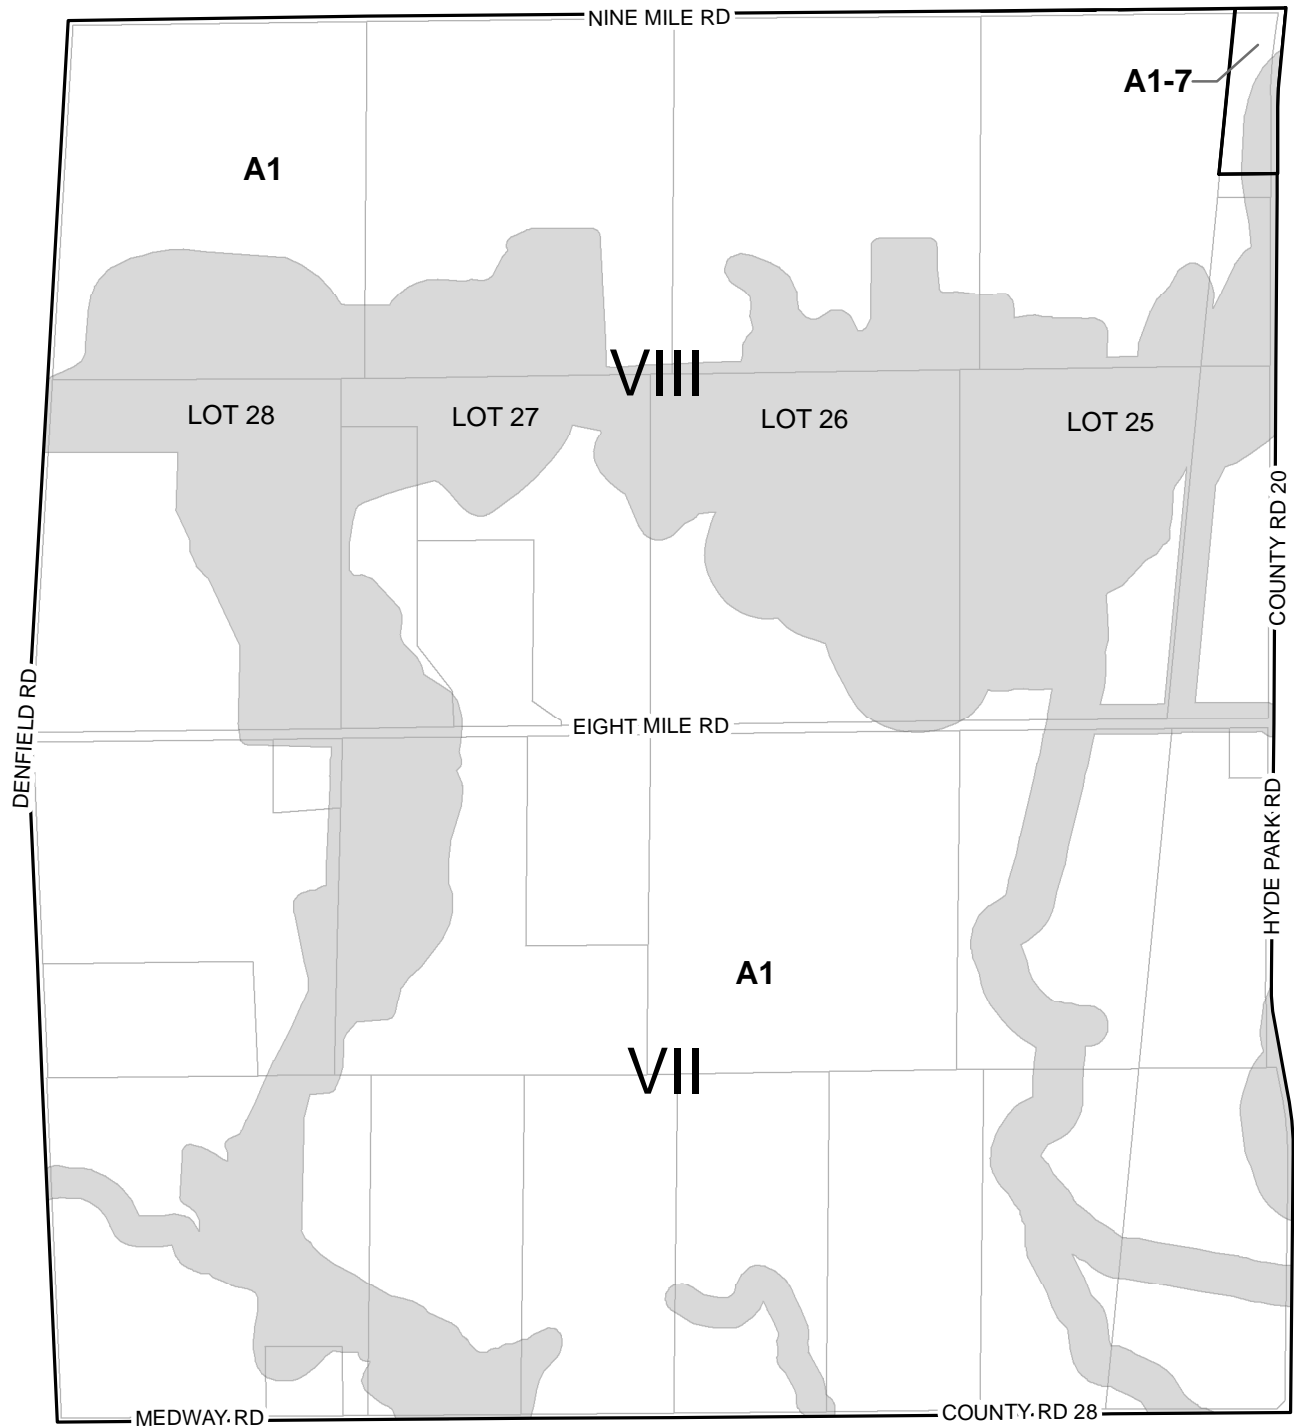 NINE MILE RD
A1-7
A1
VIII
LOT 28
LOT 27
LOT 26
LOT 25
COUNTY RD 20
DENFIELD RD
EIGHT MILE RD
HYDE PARK RD
A1
VII
MEDWAY RD
COUNTY RD 28